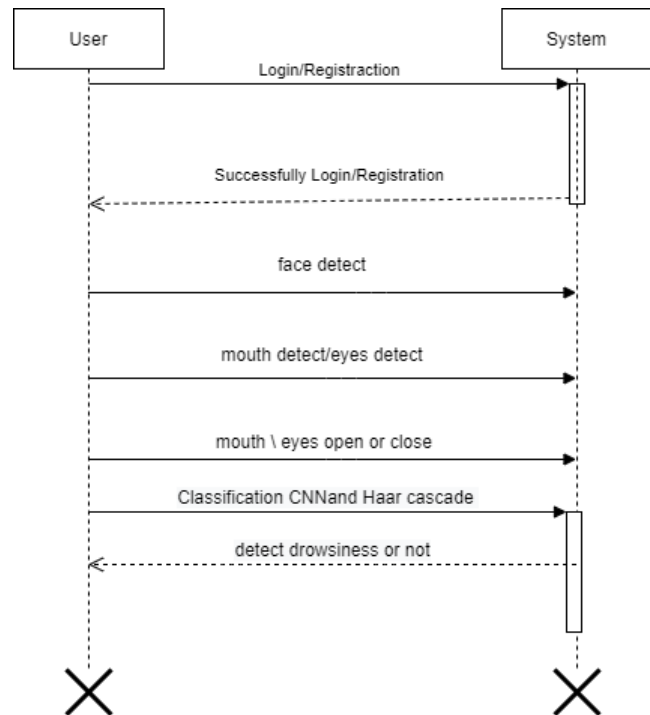 User
System
Login/Registraction
Successfully Login/Registration
face detect
mouth detect/eyes detect
mouth \ eyes open or close
Classification CNNand Haar cascade
detect drowsiness or not